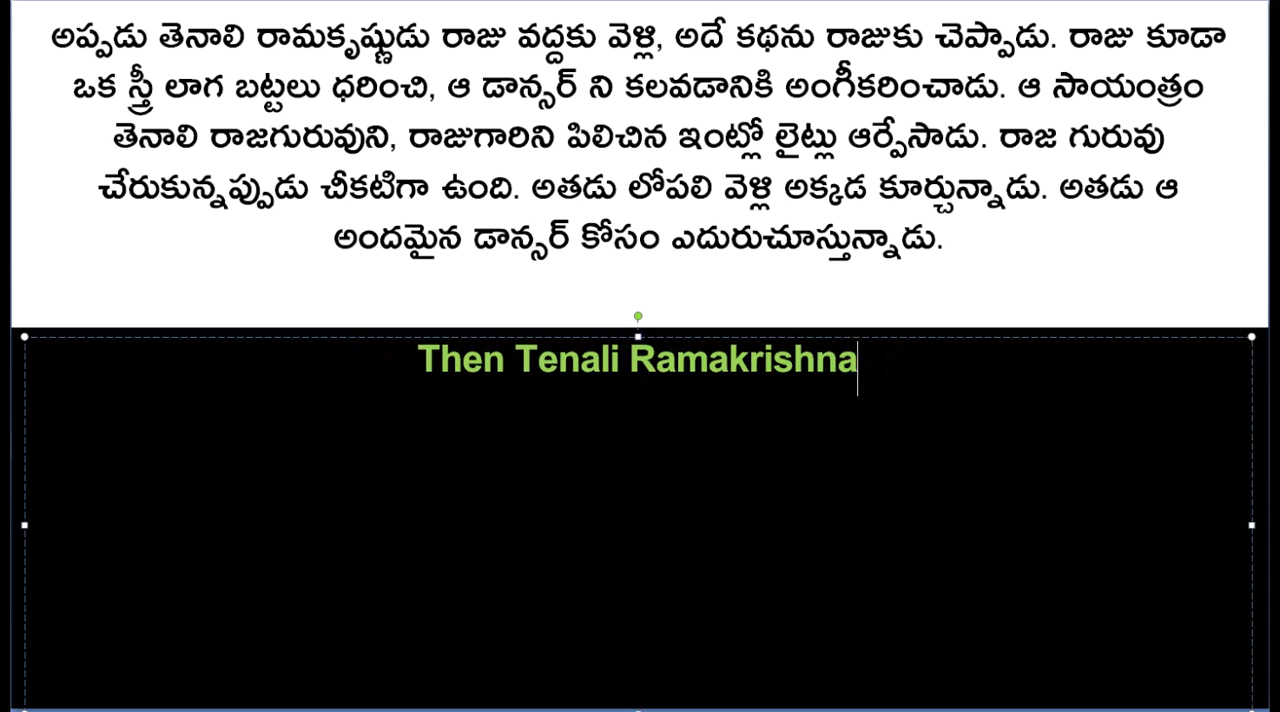 అప్పడు తెనాలి రామకృష్ణుడు రాజు వద్దకు వెళ్లి, అదే కథను రాజుకు చెప్పాడు. రాజు కూడా
ఒక స్త్రీ లాగ బట్టలు ధరించి, ఆ డాన్సర్ ని కలవడానికి అంగీకరించాడు. ఆ సాయంత్రం
తెనాలి రాజగురువుని, రాజుగారిని పిలిచిన ఇంట్లో లైట్లు ఆర్పేసాడు. రాజ గురువు
చేరుకున్నప్పుడు చీకటిగా ఉంది. అతడు లోపలి వెళ్లి అక్కడ కూర్చున్నాడు. అతడు ఆ
అందమైన డాన్సర్ కోసం ఎదురుచూస్తున్నాడు.
Then Tenali Ramakrishna